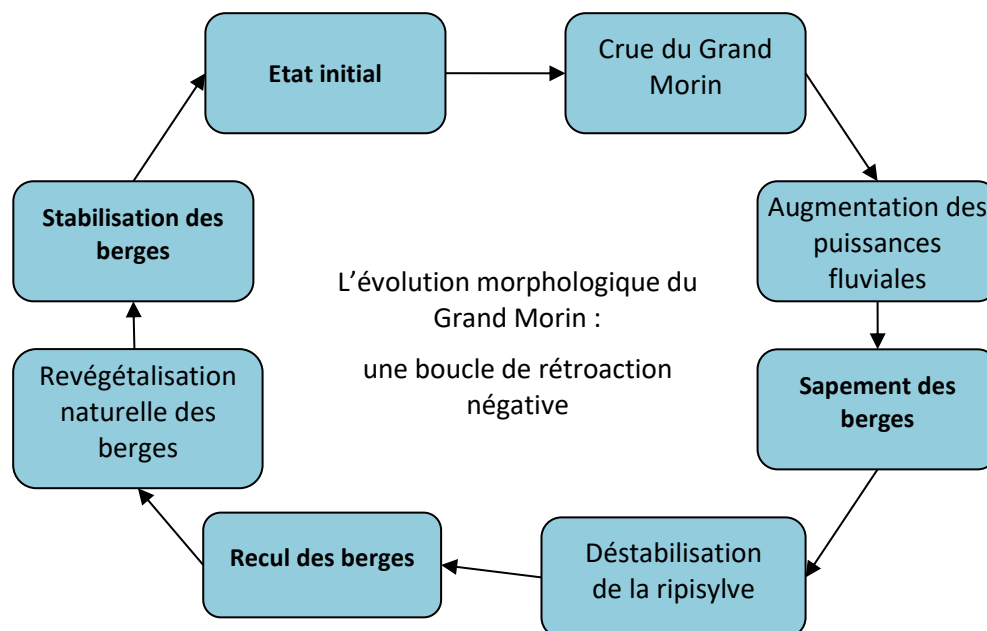 Etat initial
Crue du Grand
Morin
Augmentation des
puissances
fluviales
Sapement des
berges
Déstabilisation
de la ripisylve
Recul des berges
Revégétalisation
naturelle des
berges
Stabilisation des
berges
L'évolution morphologique du
Grand Morin :
une boucle de rétroaction
négative